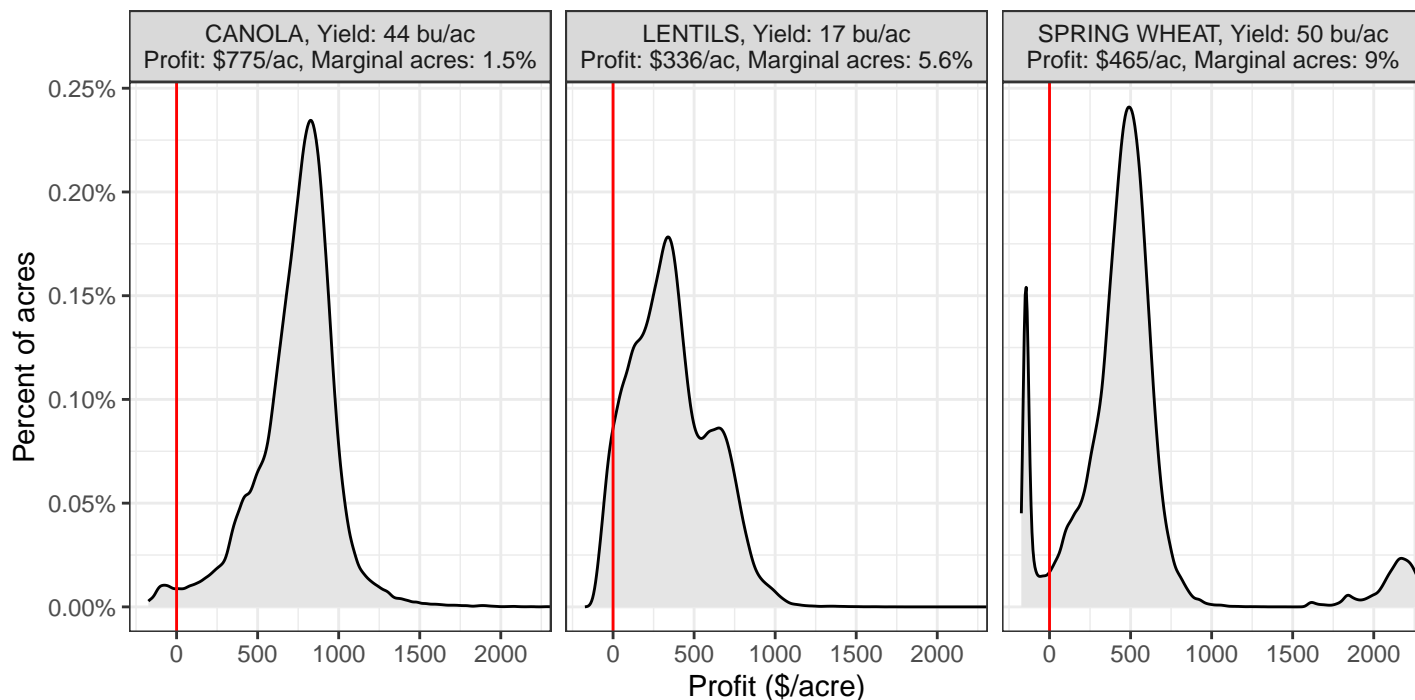 CANOLA, Yield: 44 bu/ac
Profit: $775/ac, Marginal acres: 1.5%
LENTILS, Yield: 17 bu/ac
Profit: $336/ac, Marginal acres: 5.6%
SPRING WHEAT, Yield: 50 bu/ac
Profit: $465/ac, Marginal acres: 9%
Percent of acres
0.25%
0.20%
0.15%
0.10%
0.05%
0.00%
0 500 1000 1500 2000
0 500 1000 1500 2000
0 500 1000 1500 2000
Profit ($/acre)